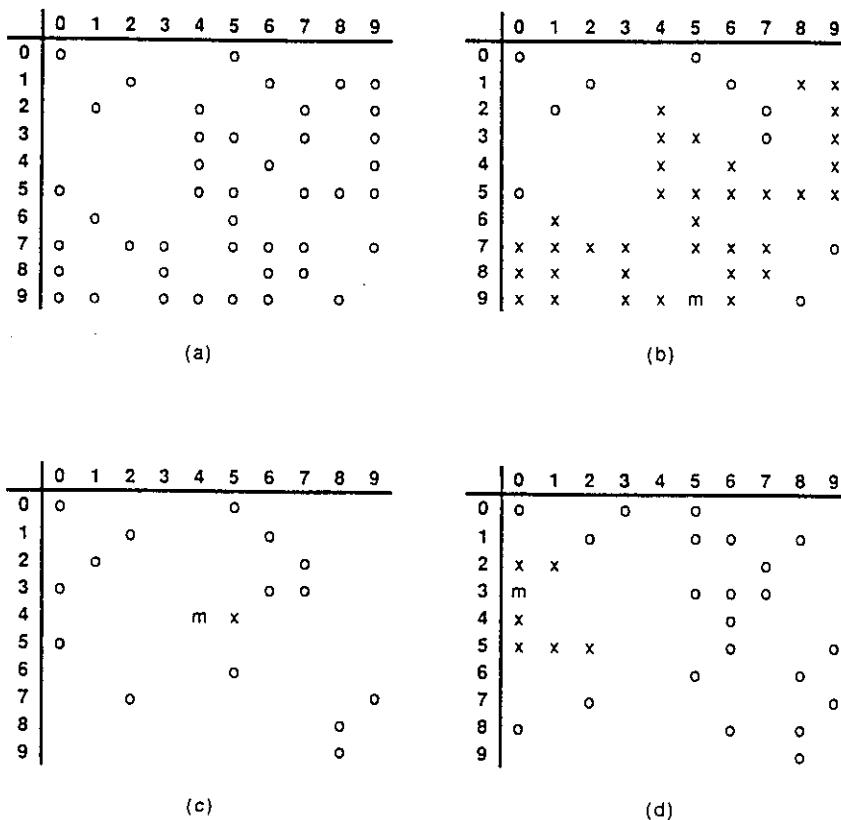 0 1 2 3 4 5 6 7 8 9
0 o o
1 o o o o
2 o o o o
3 o o o o
4 o o o
5 o o o o o o
6 o o
7 o o o o o o o
8 o o o o
9 o o o o o o o
(a)
0 1 2 3 4 5 6 7 8 9
0 o o
1 o o x x
2 o x o x
3 x x o x
4 x x x
5 o x x x x x x
6 x x
7 x x x x x x x o
8 x x x x x
9 x x x x m x o
(b)
0 1 2 3 4 5 6 7 8 9
0 o o
1 o o
2 o o
3 o o o
4 m x
5 o
6 o
7 o o
8 o
9 o
(c)
0 1 2 3 4 5 6 7 8 9
0 o o o
1 o o o o
2 x x o
3 m o o o
4 x o
5 x x x o o
6 o o
7 o o
8 o o o
9 o
(d)